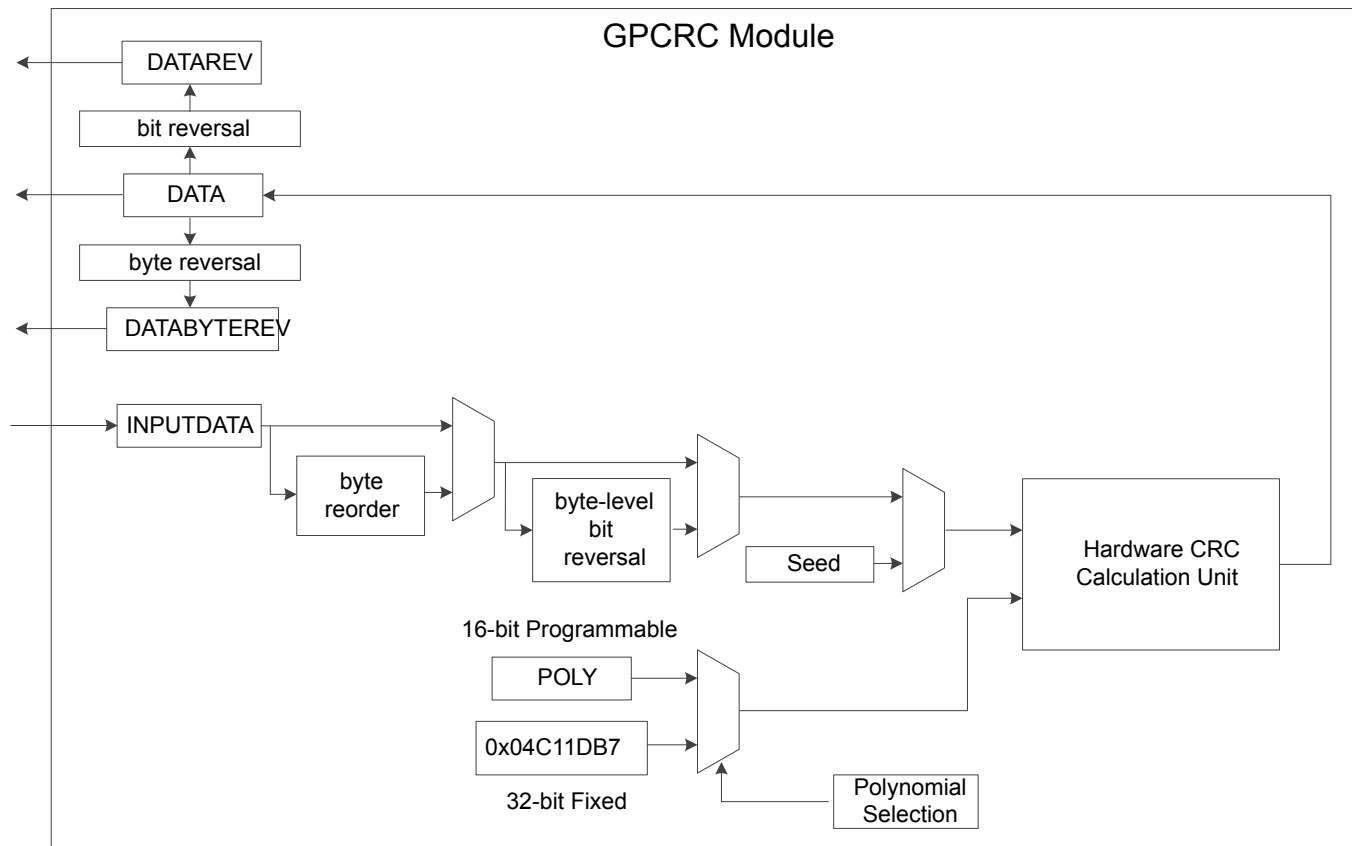 GPCRC Module
DATAREV
bit reversal
DATA
byte reversal
DATABYTEREV
INPUTDATA
byte
reorder
byte-level
bit
reversal
Seed
Hardware CRC
Calculation Unit
16-bit Programmable
POLY
0x04C11DB7
32-bit Fixed
Polynomial
Selection